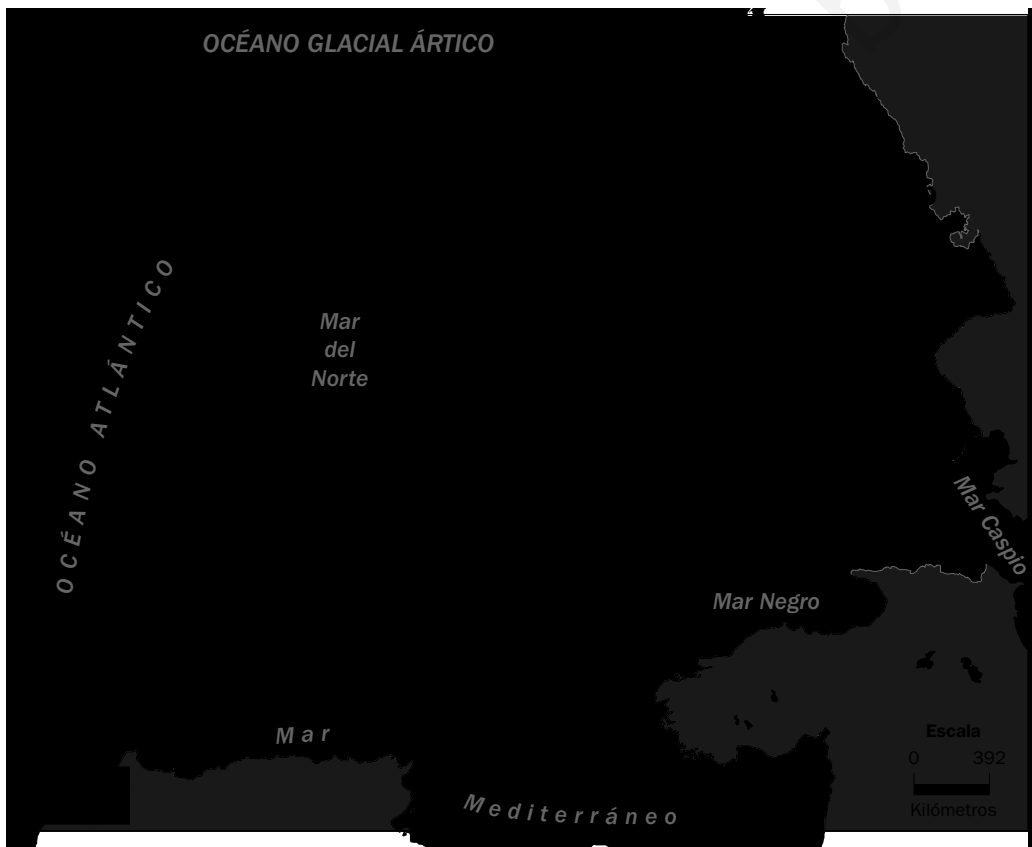 OCÉANO GLACIAL ÁRTICO
OCÉANO ATLÁNTICO
Mar
del
Norte
Mar Caspio
Mar Negro
Mar
Mediterráneo
Escala
0 392
Kilómetros